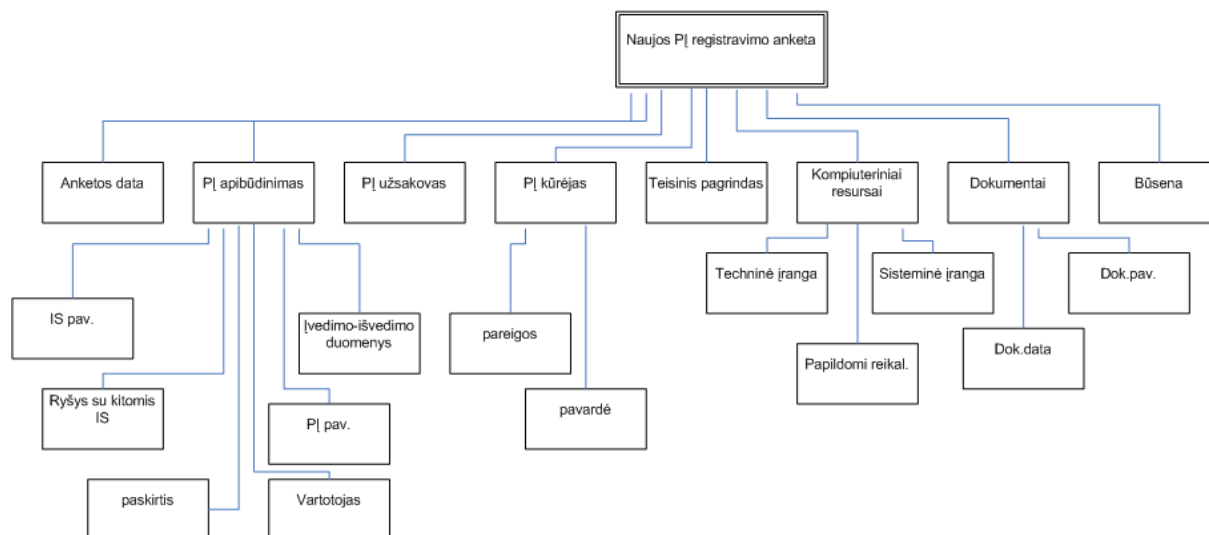 Naujos PĮ registravimo anketa
Anketos data
PĮ apibūdinimas
PĮ užsakovas
PĮ kūrėjas
Teisinis pagrindas
Kompiuteriniai
resursai
Dokumentai
Būsena
IS pav.
Įvedimo-išvedimo
duomenys
pareigos
Techninė įranga
Sisteminė įranga
Dok.pav.
Ryšys su kitomis
IS
PĮ pav.
pavardė
Papildomi reikal.
Dok.data
paskirtis
Vartotojas